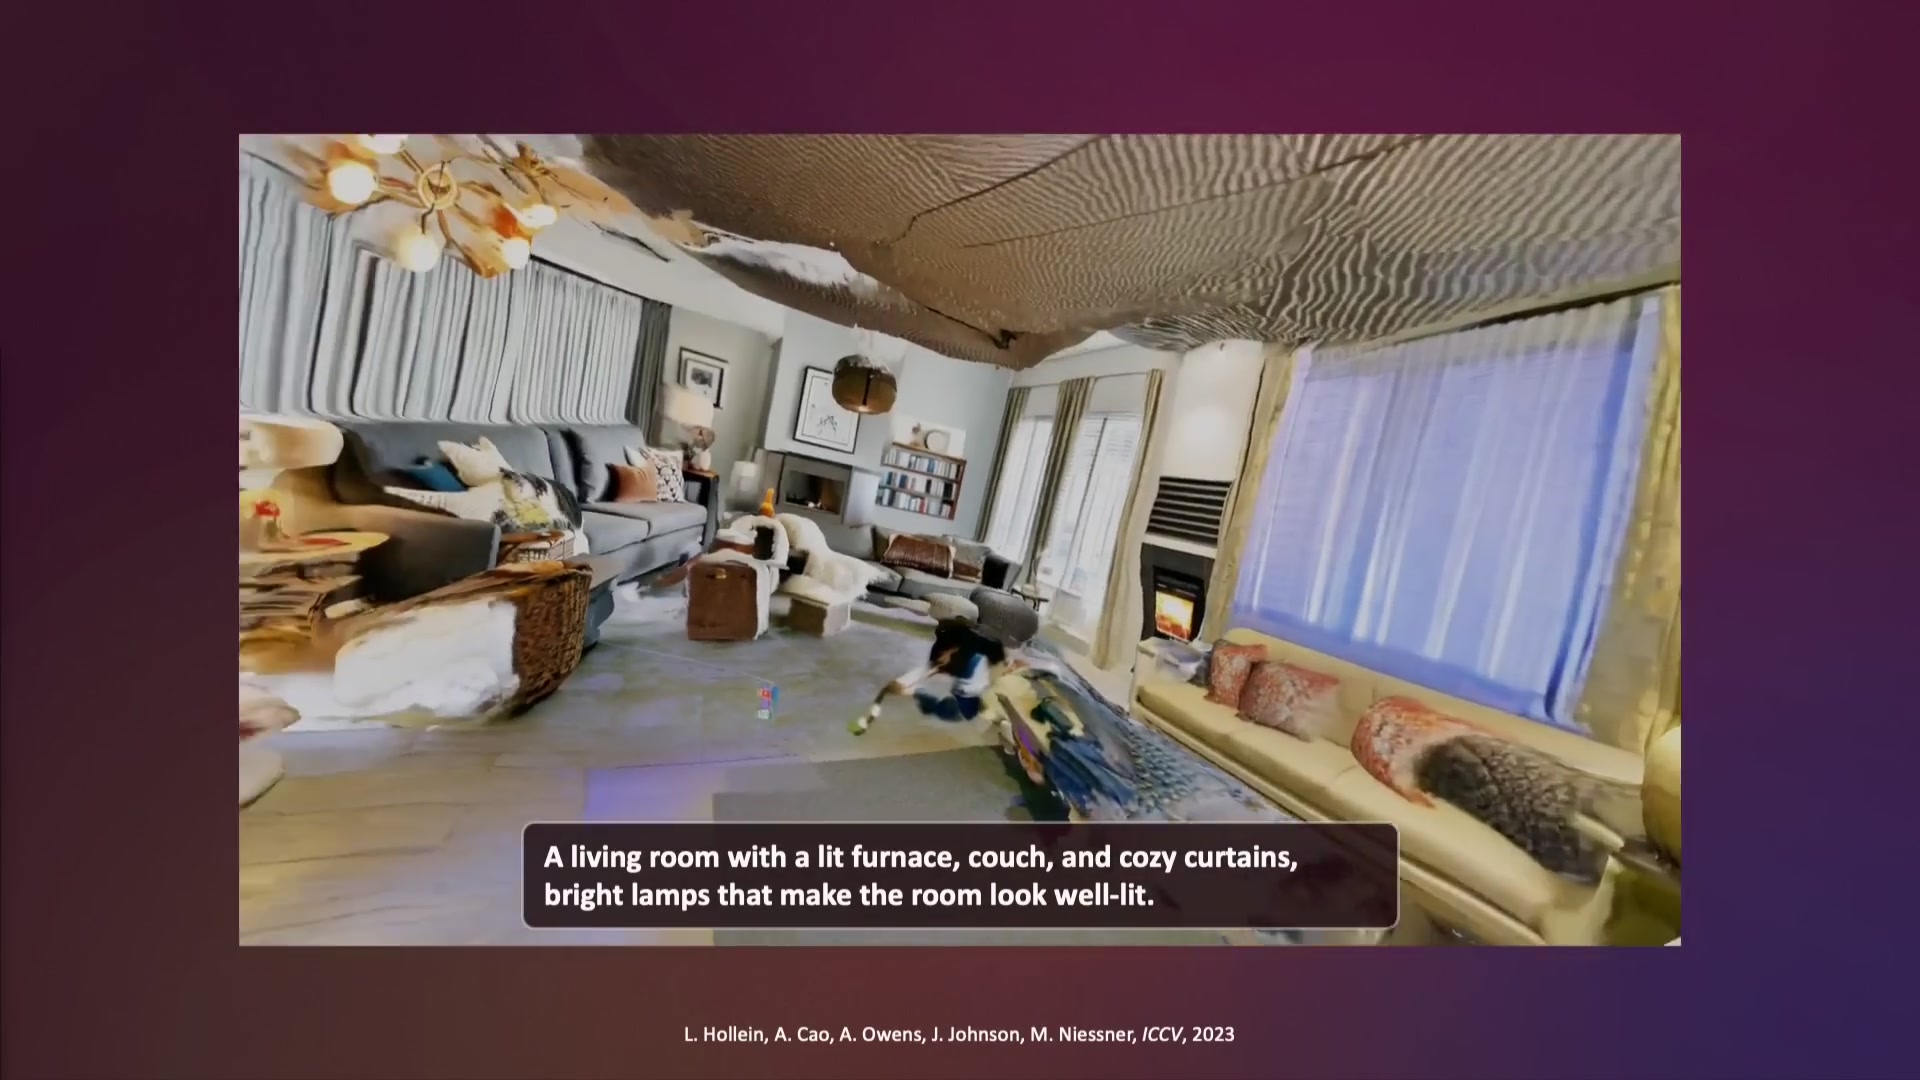 A living room with a lit furnace, couch, and cozy curtains,
bright lamps that make the room look well-lit.
L. Hollein, A. Cao, A. Owens, J. Johnson, M. Niessner, ICCV, 2023